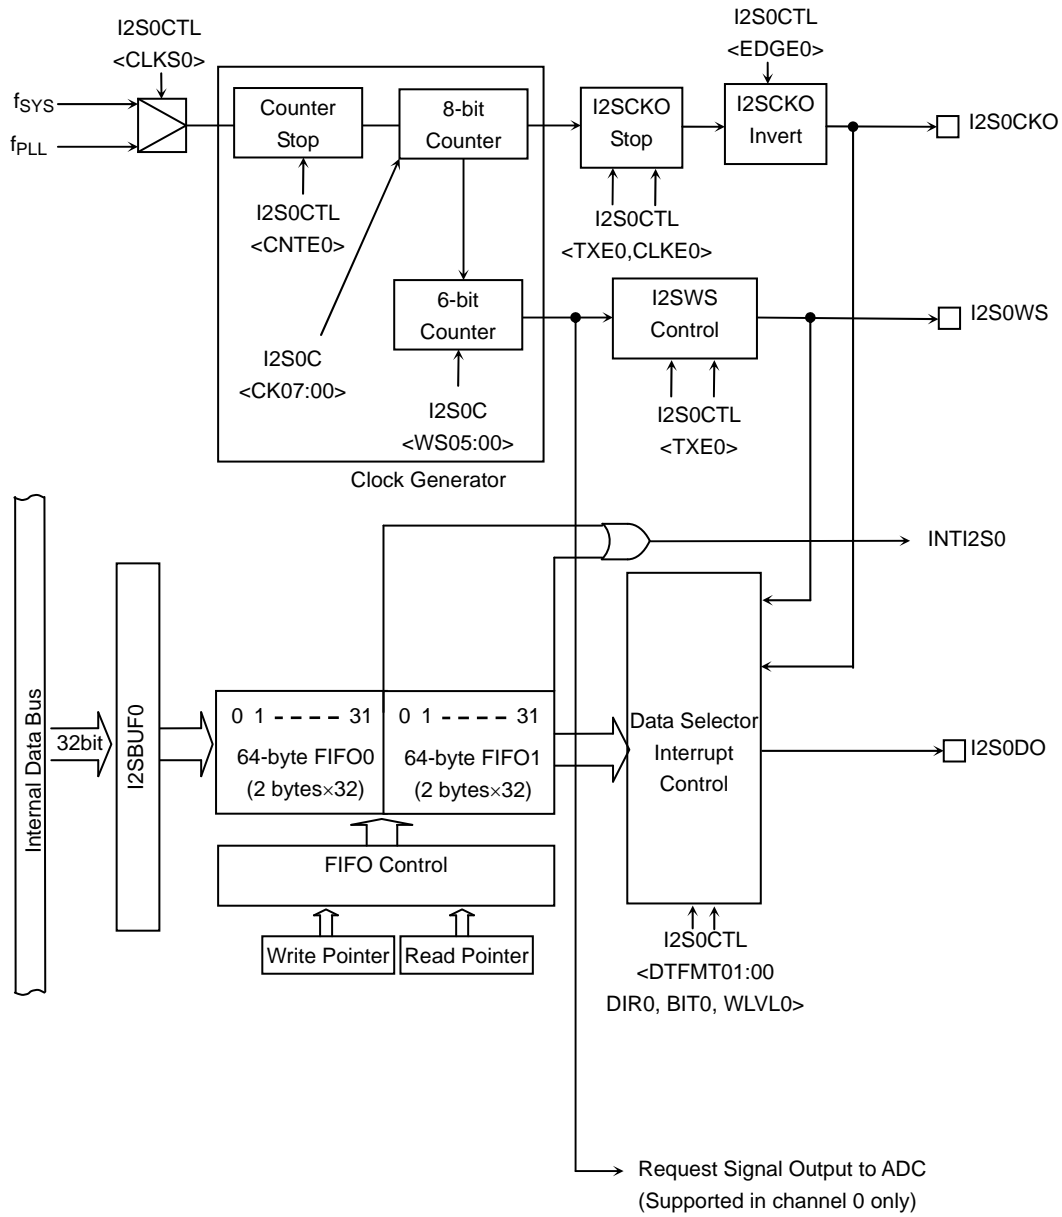 I2S0CTL
<CLKS0>
I2S0CTL
<EDGE0>
fSYS
fPLL
Counter
Stop
8-bit
Counter
I2SCKO
Stop
I2SCKO
Invert
I2S0CKO
I2S0CTL
<CNTE0>
I2S0CTL
<TXE0,CLKE0>
6-bit
Counter
I2SWS
Control
I2S0WS
I2S0C
<CK07:00>
I2S0C
<WS05:00>
I2S0CTL
<TXE0>
Clock Generator
INTI2S0
Internal Data Bus
32bit
I2SBUF0
0 1 ----- 31
64-byte FIFO0
(2 bytes×32)
0 1 ----- 31
64-byte FIFO1
(2 bytes×32)
Data Selector
Interrupt
Control
I2S0DO
FIFO Control
Write Pointer
Read Pointer
I2S0CTL
<DTFMT01:00
DIR0, BIT0, WLVL0>
Request Signal Output to ADC
(Supported in channel 0 only)